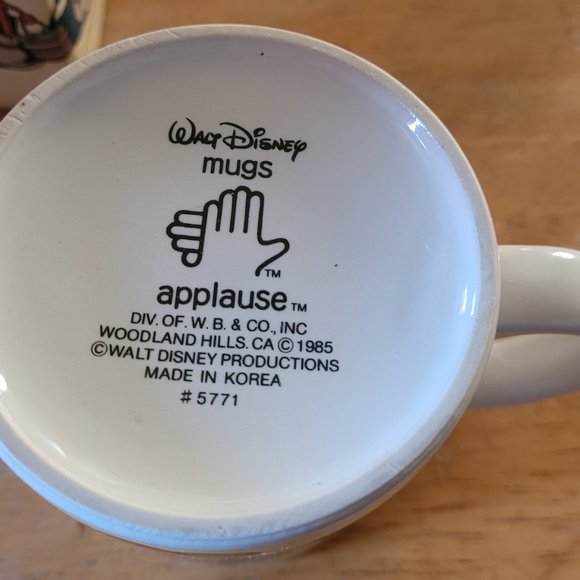 Walt Disney
mugs
TM
applause TM
DIV. OF. W. B. & CO., INC
WOODLAND HILLS. CA © 1985
©WALT DISNEY PRODUCTIONS
MADE IN KOREA
# 5771